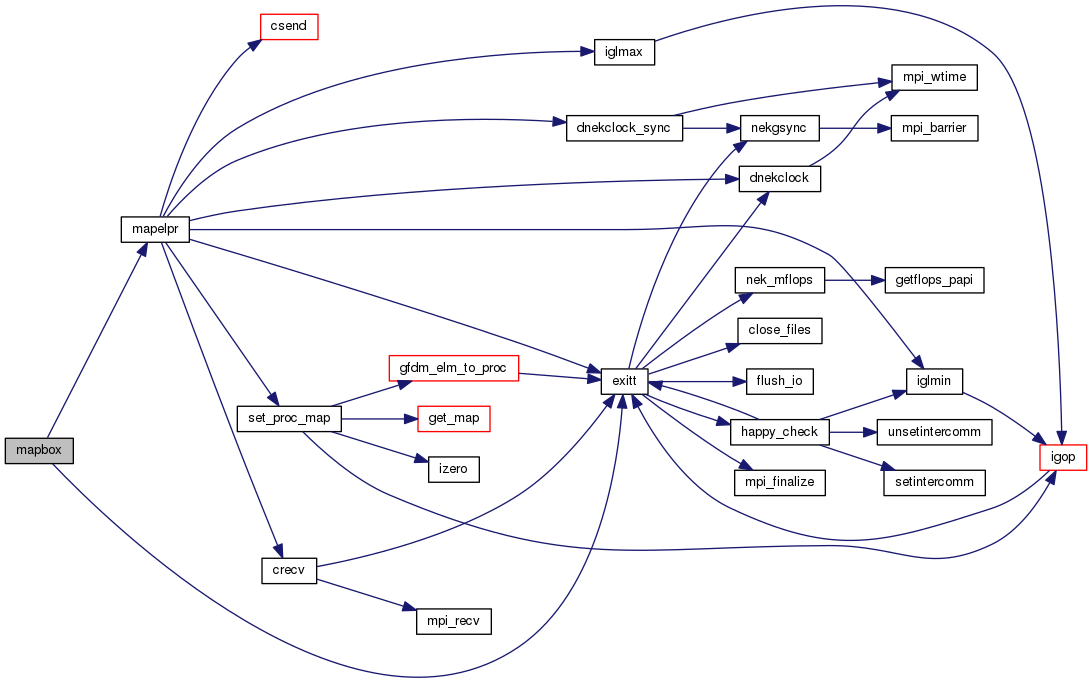 csend
iglmax
mpi_wtime
dnekclock_sync
nekgsync
mpi_barrier
dnekclock
mapelpr
nek_mflops
getflops_papi
close_files
gfdm_elm_to_proc
exitt
flush_io
iglmin
set_proc_map
get_map
happy_check
unsetintercomm
mapbox
igop
izero
mpi_finalize
setintercomm
crecv
mpi_recv